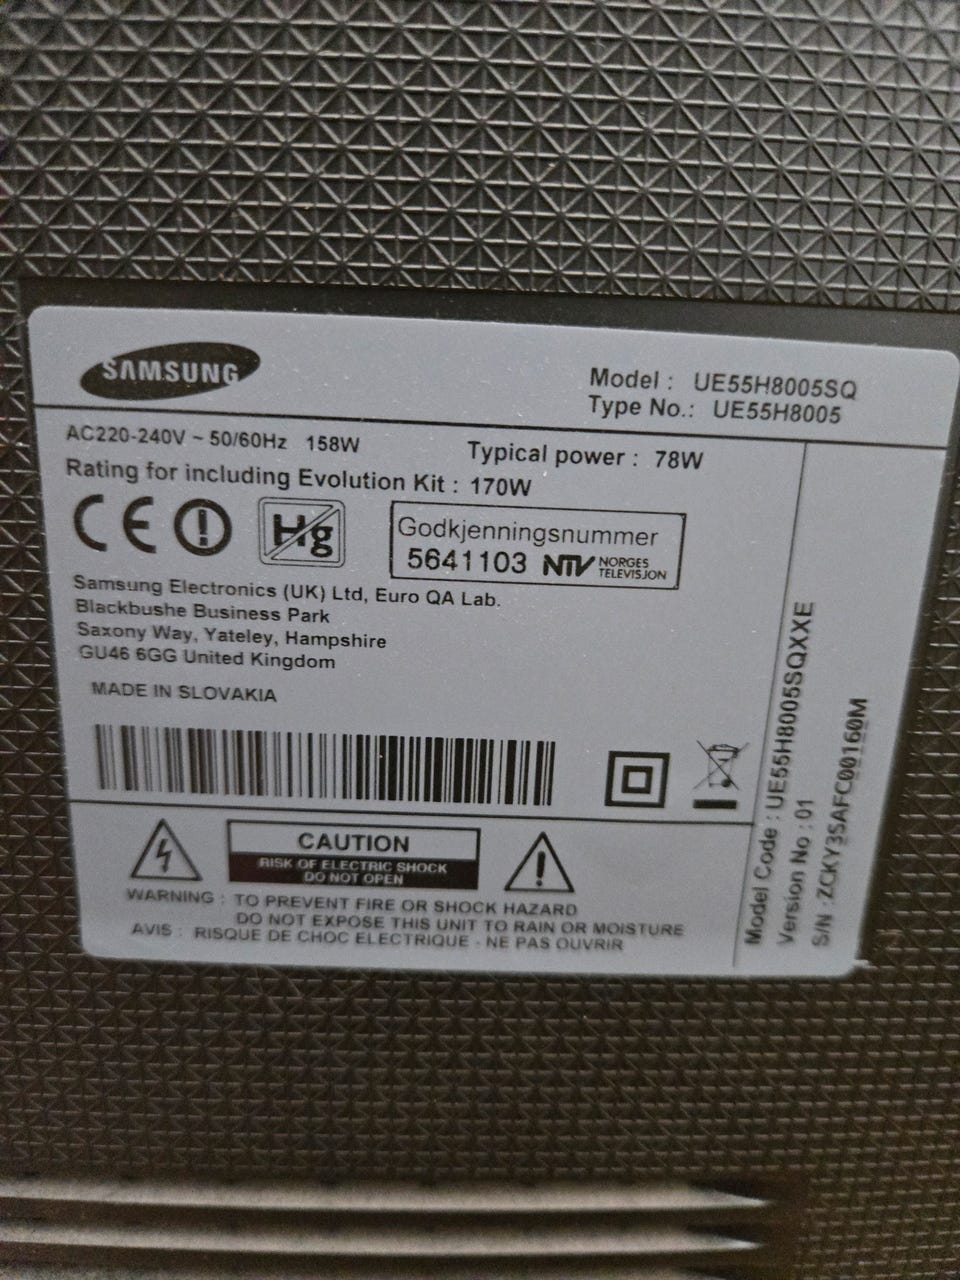 SAMSUNG
Model : UE55H8005SQ
Type No.: UE55H8005
AC220-240V ~ 50/60Hz 158W
Typical power : 78W
Rating for including Evolution Kit : 170W
CE
Hg
Godkjenningsnummer
5641103 NTV NORGES
TELEVISJON
Samsung Electronics (UK) Ltd, Euro QA Lab.
Blackbushe Business Park
Saxony Way, Yateley, Hampshire
GU46 6GG United Kingdom
MADE IN SLOVAKIA
CAUTION
RISK OF ELECTRIC SHOCK
DO NOT OPEN
WARNING : TO PREVENT FIRE OR SHOCK HAZARD
DO NOT EXPOSE THIS UNIT TO RAIN OR MOISTURE
AVIS : RISQUE DE CHOC ELECTRIQUE - NE PAS OUVRIR
Model Code : UE55H8005SQXXE
Version No : 01
S/N : ZCKY3SAFC00160M